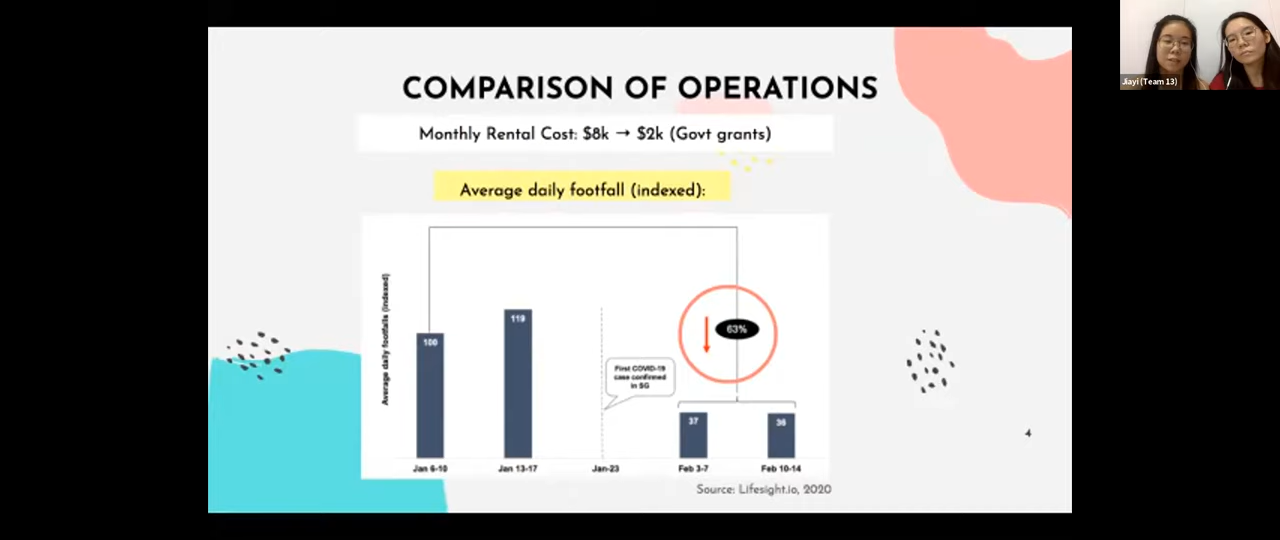 COMPARISON OF OPERATIONS
Monthly Rental Cost: $8k → $2k (Govt grants)
Average daily footfall (indexed):
Average daily footfalls (indexed)
100
119
First COVID-19
case confirmed
in SG
63%
37
36
Jan 6-10
Jan 13-17
Jan-23
Feb 3-7
Feb 10-14
Source: Lifesight.io, 2020
4
Jiayi (Team 13)